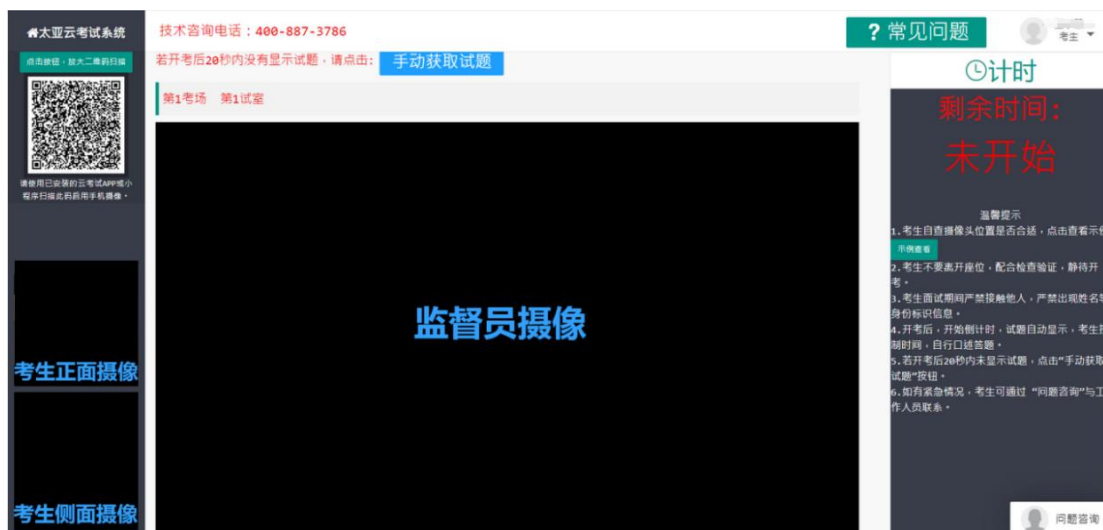 太亚云考试系统
点击按钮，放大二维码扫描
请使用已安装的云考试APP或小
程序扫描此码启用手机摄像。
考生正面摄像
考生侧面摄像
技术咨询电话：400-887-3786
? 常见问题
考生
若开考后20秒内没有显示试题，请点击：
手动获取试题
第1考场 第1试室
监督员摄像
计时
剩余时间：
未开始
温馨提示
1.考生自查摄像头位置是否合适，点击查看示
示例查看
2.考生不要离开座位，配合检查验证，静待开
考。
3.考生面试期间严禁接触他人，严禁出现姓名等
身份标识信息。
4.开考后，开始倒计时，试题自动显示，考生控
制时间，自行口述答题。
5.若开考后20秒内未显示试题，点击“手动获取
试题”按钮。
6.如有紧急情况，考生可通过 “问题咨询”与工
作人员联系。
问题咨询